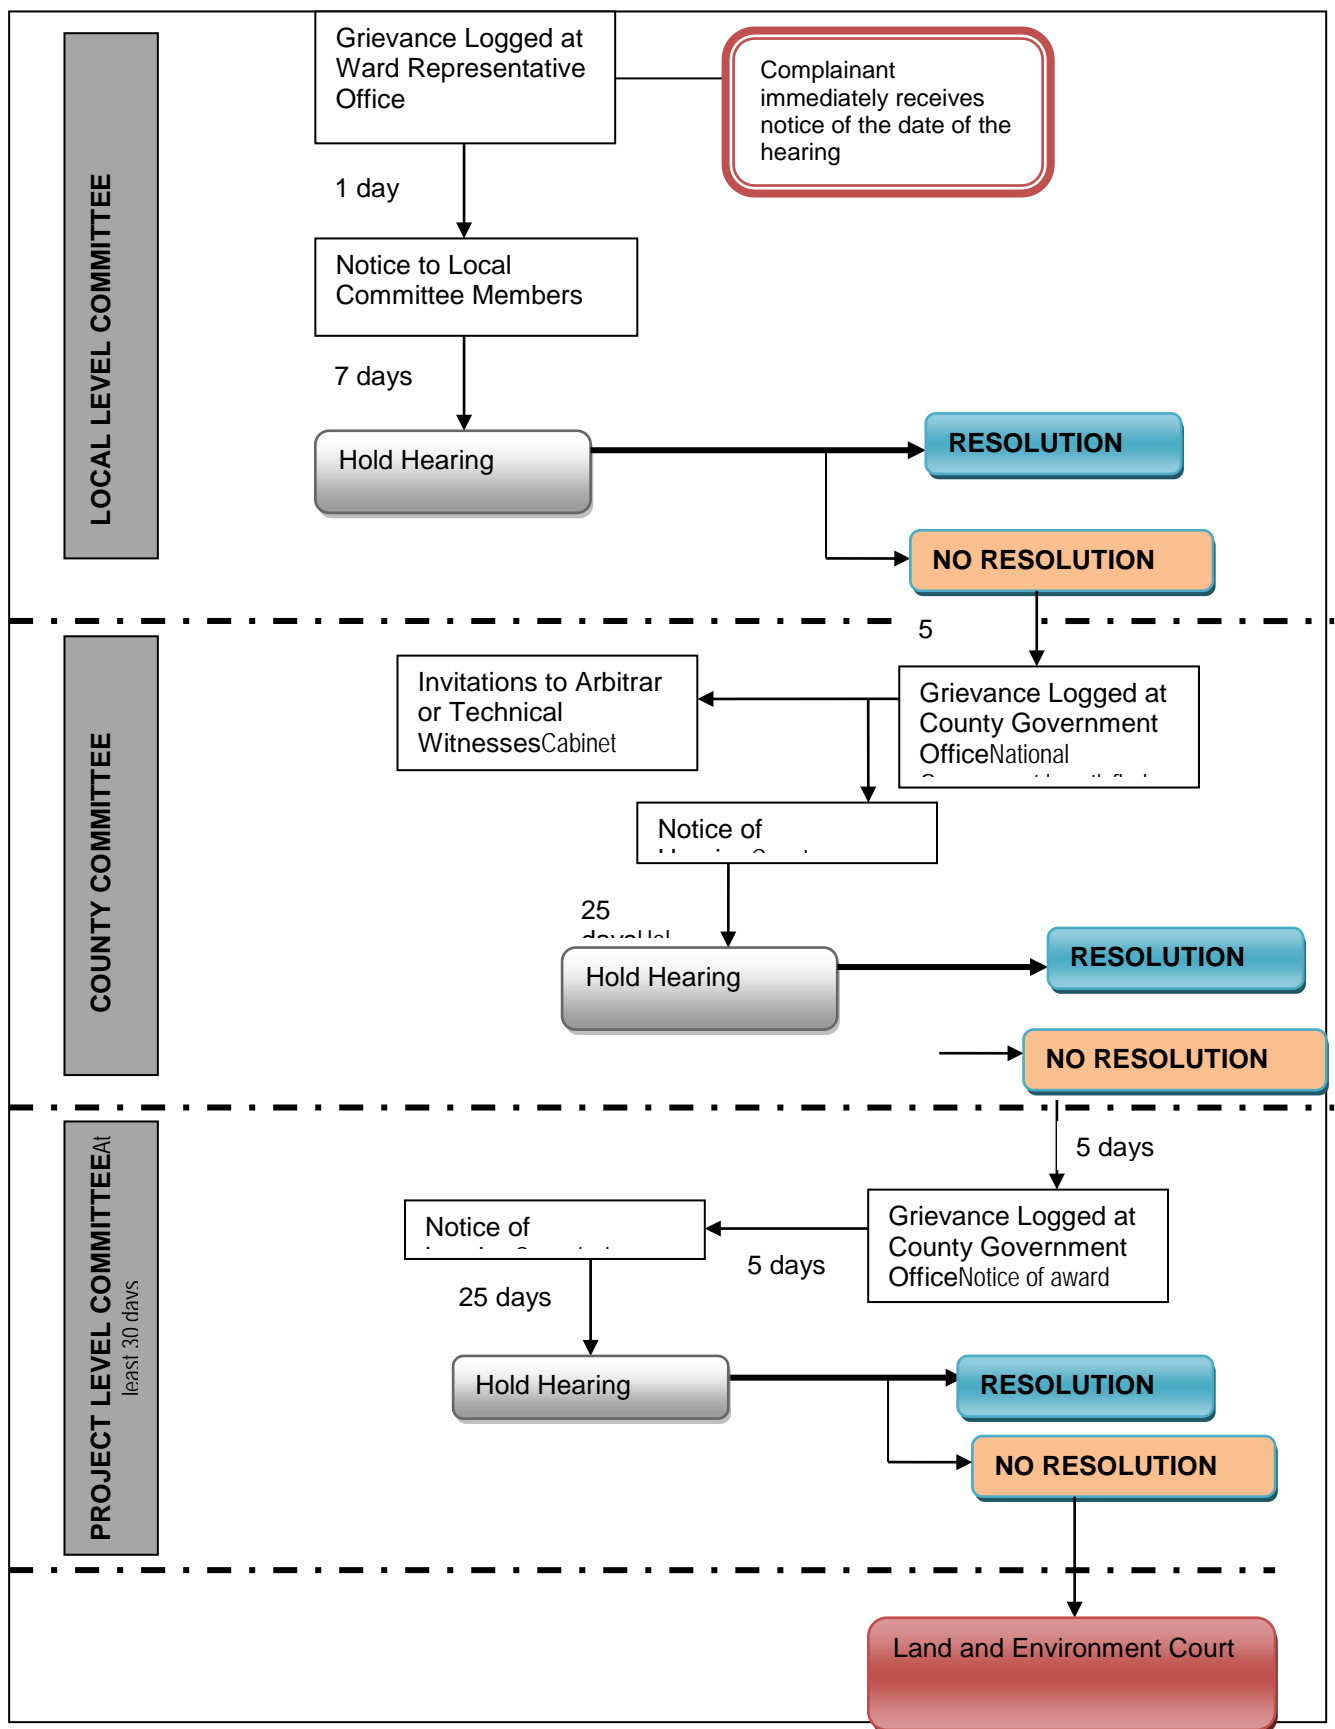 LOCAL LEVEL COMMITTEE
Grievance Logged at
Ward Representative
Office
Complainant
immediately receives
notice of the date of the
hearing
1 day
Notice to Local
Committee Members
7 days
Hold Hearing
RESOLUTION
NO RESOLUTION
5
COUNTY COMMITTEE
Invitations to Arbitrar
or Technical
WitnessesCabinet
Grievance Logged at
County Government
OfficeNational
Notice of
25
Hold Hearing
RESOLUTION
NO RESOLUTION
PROJECT LEVEL COMMITTEEAt
least 30 days
5 days
Notice of
5 days
Grievance Logged at
County Government
OfficeNotice of award
25 days
Hold Hearing
RESOLUTION
NO RESOLUTION
Land and Environment Court